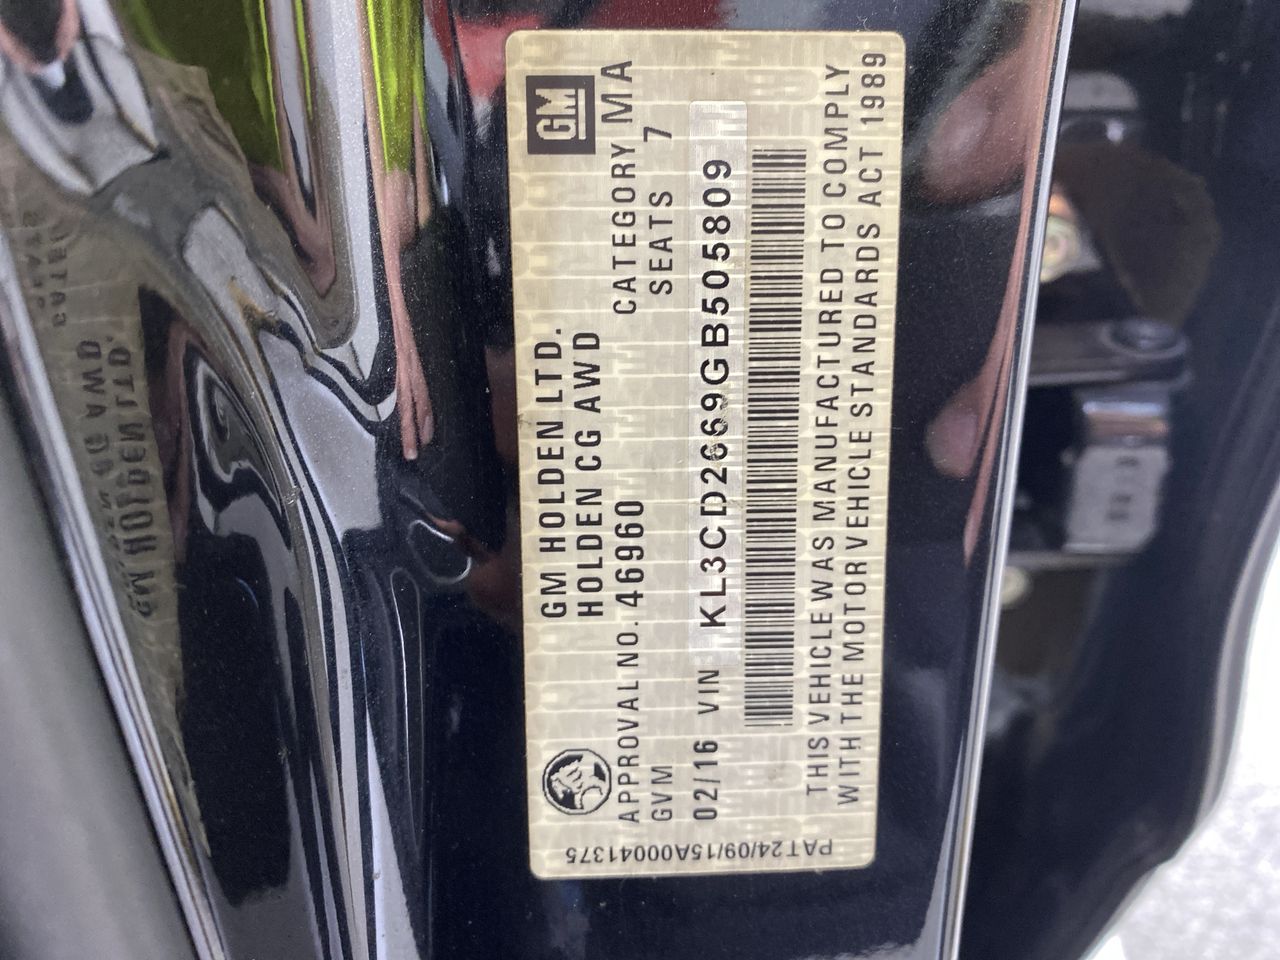 GM
GM HOLDEN LTD.
HOLDEN CG AWD
APPROVAL NO. 46960 CATEGORY MA
GVM SEATS 7
02/16 VIN KL3CD2669GB505809
THIS VEHICLE WAS MANUFACTURED TO COMPLY
WITH THE MOTOR VEHICLE STANDARDS ACT 1989
PAT24/09/15A00041375